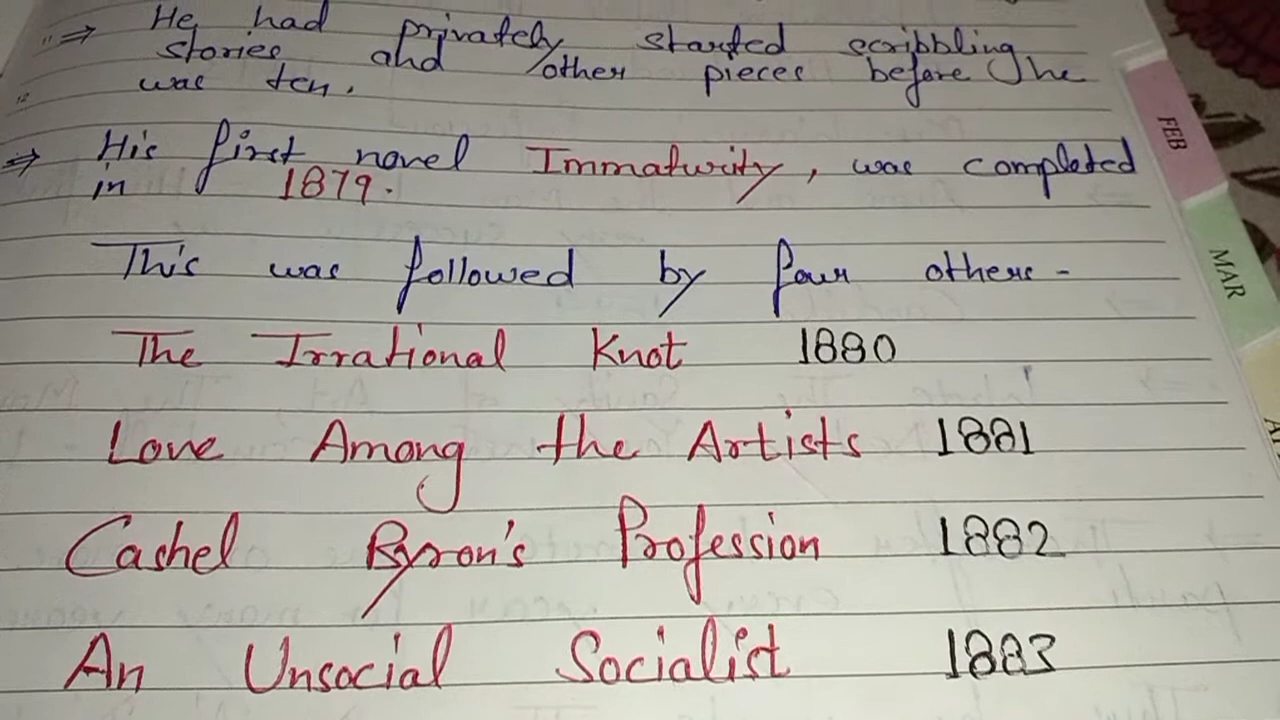 ⇒ He had privately started scribbling
stories and other pieces before he
was ten.
⇒ His first novel Immaturity, was completed
in 1879.
This was followed by four others-
The Irrational Knot 1880
Love Among the Artists 1881
Cashel Byron's Profession 1882
An Unsocial Socialist 1883
FEB
MAR